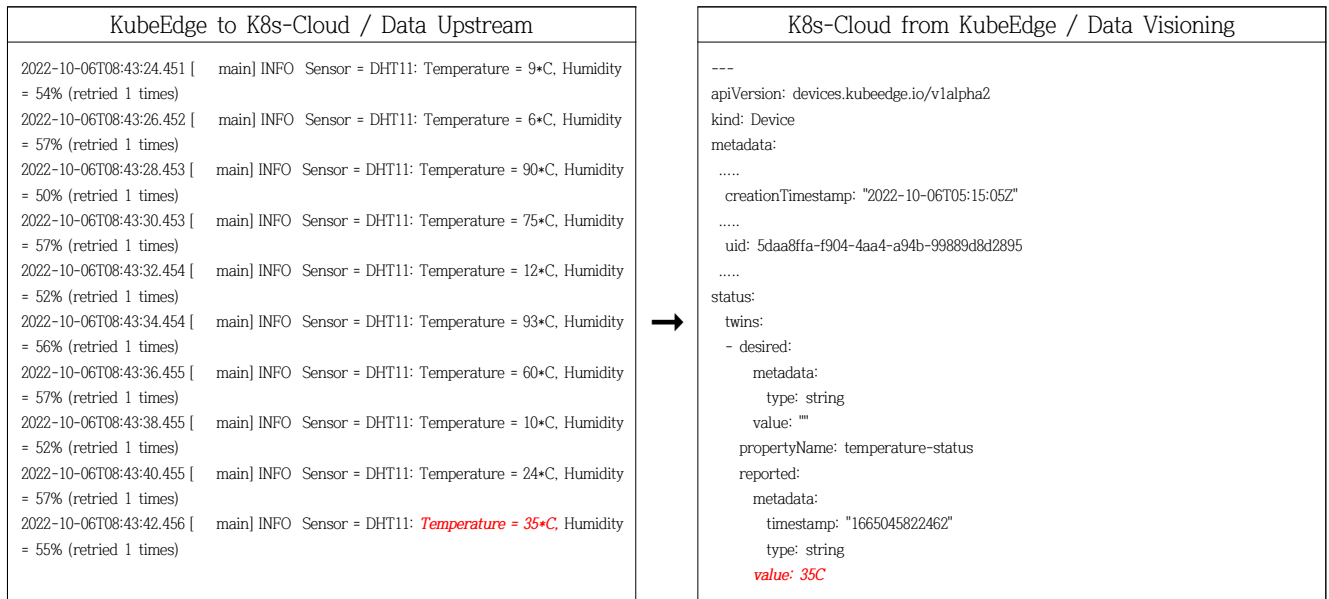 KubeEdge to K8s-Cloud / Data Upstream
2022-10-06T08:43:24.451 [ main] INFO Sensor = DHT11: Temperature = 9*C, Humidity
= 54% (retried 1 times)
2022-10-06T08:43:26.452 [ main] INFO Sensor = DHT11: Temperature = 6*C, Humidity
= 57% (retried 1 times)
2022-10-06T08:43:28.453 [ main] INFO Sensor = DHT11: Temperature = 90*C, Humidity
= 50% (retried 1 times)
2022-10-06T08:43:30.453 [ main] INFO Sensor = DHT11: Temperature = 75*C, Humidity
= 57% (retried 1 times)
2022-10-06T08:43:32.454 [ main] INFO Sensor = DHT11: Temperature = 12*C, Humidity
= 52% (retried 1 times)
2022-10-06T08:43:34.454 [ main] INFO Sensor = DHT11: Temperature = 93*C, Humidity
= 56% (retried 1 times)
2022-10-06T08:43:36.455 [ main] INFO Sensor = DHT11: Temperature = 60*C, Humidity
= 57% (retried 1 times)
2022-10-06T08:43:38.455 [ main] INFO Sensor = DHT11: Temperature = 10*C, Humidity
= 52% (retried 1 times)
2022-10-06T08:43:40.455 [ main] INFO Sensor = DHT11: Temperature = 24*C, Humidity
= 57% (retried 1 times)
2022-10-06T08:43:42.456 [ main] INFO Sensor = DHT11: Temperature = 35*C, Humidity
= 55% (retried 1 times)
K8s-Cloud from KubeEdge / Data Visioning
---
apiVersion: devices.kubeedge.io/v1alpha2
kind: Device
metadata:
.....
creationTimestamp: "2022-10-06T05:15:05Z"
.....
uid: 5daa8ffa-f904-4aa4-a94b-99889d8d2895
.....
status:
twins:
- desired:
metadata:
type: string
value: ""
propertyName: temperature-status
reported:
metadata:
timestamp: "1665045822462"
type: string
value: 35C